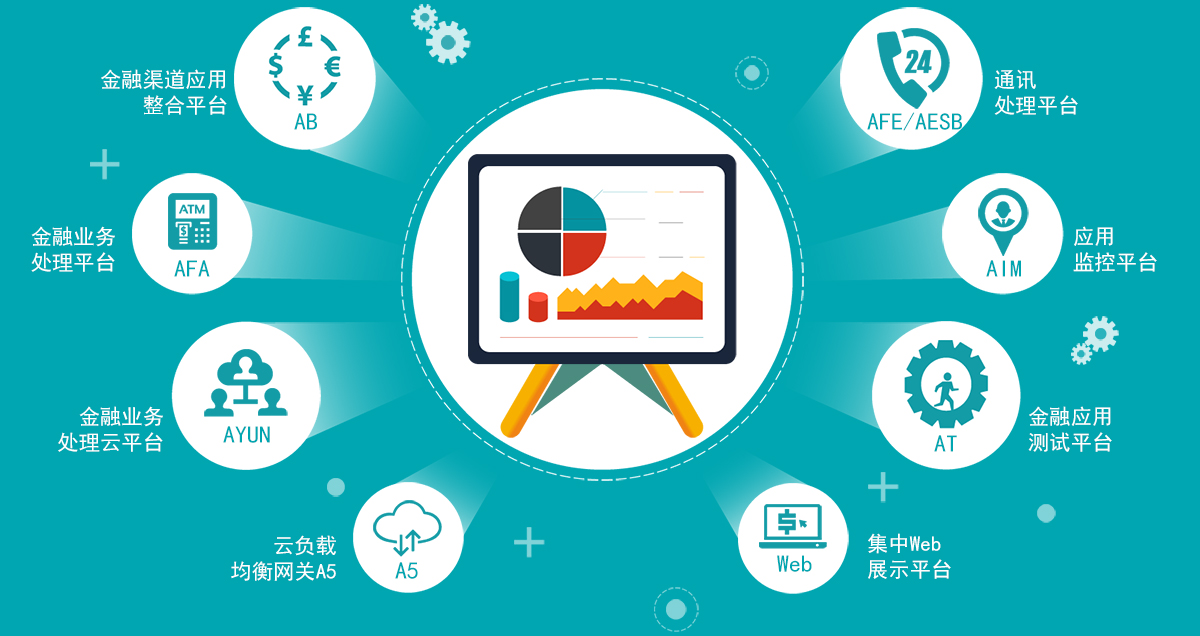 金融渠道应用
整合平台
AB
24
AFE/AESB
通讯
处理平台
金融业务
处理平台
ATM
AFA
AIM
应用
监控平台
金融业务
处理云平台
AYUN
AT
金融应用
测试平台
云负载
均衡网关A5
A5
Web
集中Web
展示平台